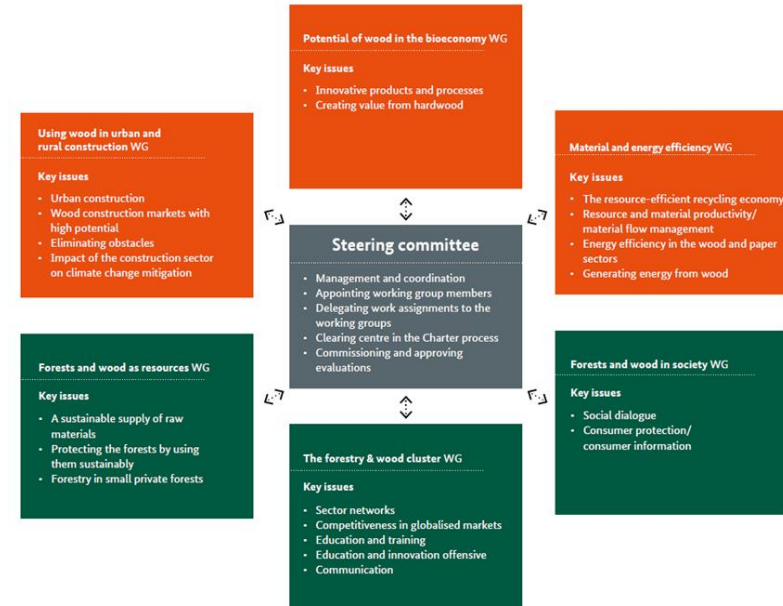 Potential of wood in the bioeconomy WG
Key issues
• Innovative products and processes
• Creating value from hardwood
Using wood in urban and
rural construction WG
Key issues
• Urban construction
• Wood construction markets with
high potential
• Eliminating obstacles
• Impact of the construction sector
on climate change mitigation
Material and energy efficiency WG
Key issues
• The resource-efficient recycling economy
• Resource and material productivity/
material flow management
• Energy efficiency in the wood and paper
sectors
• Generating energy from wood
Steering committee
• Management and coordination
• Appointing working group members
• Delegating work assignments to the
working groups
• Clearing centre in the Charter process
• Commissioning and approving
evaluations
Forests and wood as resources WG
Key issues
• A sustainable supply of raw
materials
• Protecting the forests by using
them sustainably
• Forestry in small private forests
Forests and wood in society WG
Key issues
• Social dialogue
• Consumer protection/
consumer information
The forestry & wood cluster WG
Key issues
• Sector networks
• Competitiveness in globalised markets
• Education and training
• Education and innovation offensive
• Communication